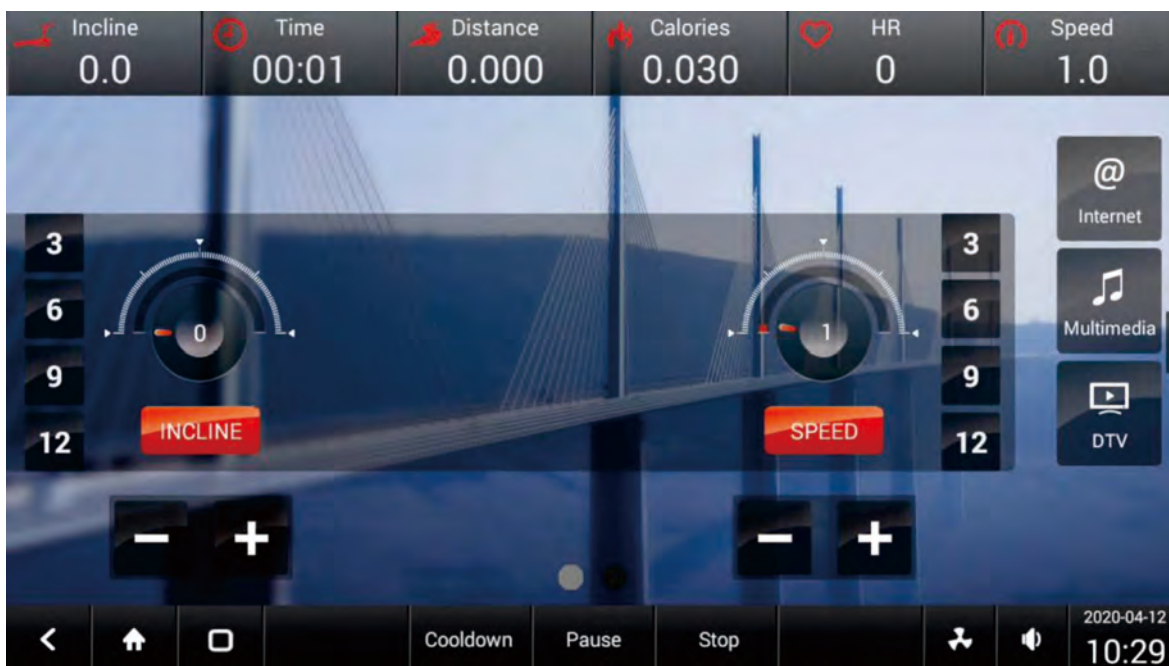 Incline
0.0
Time
00:01
Distance
0.000
Calories
0.030
HR
0
Speed
1.0
@
Internet
Multimedia
DTV
3
6
9
12
0
INCLINE
1
SPEED
3
6
9
12
Cooldown
Pause
Stop
2020-04-12
10:29